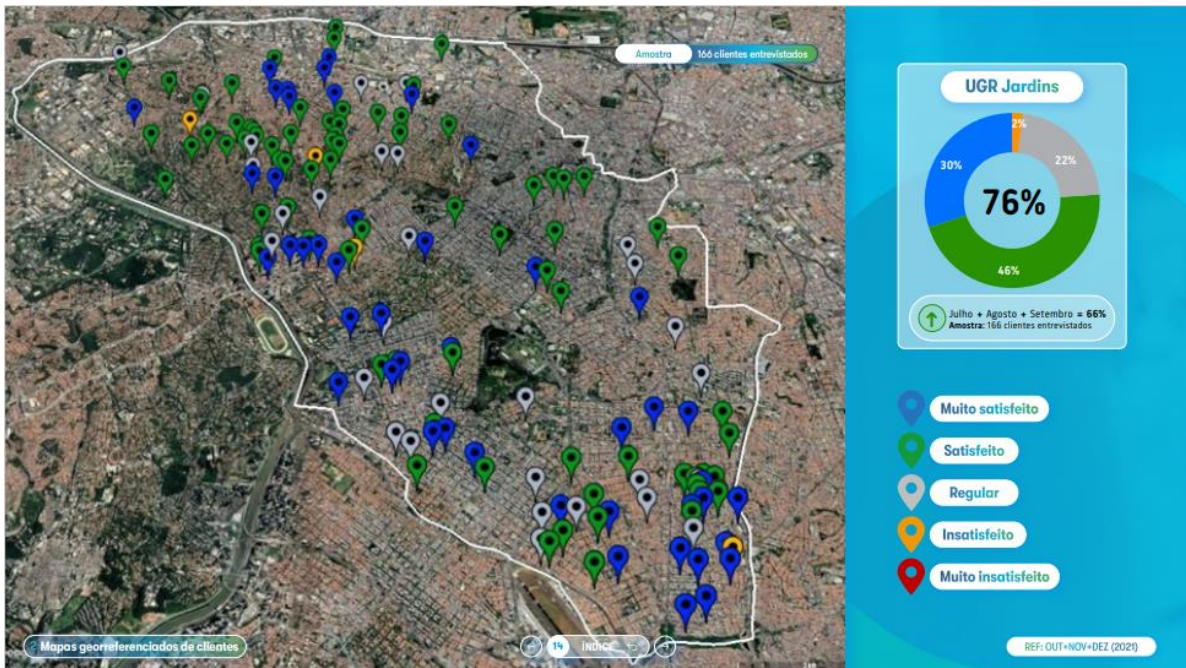 Amostra 166 clientes entrevistados
UGR Jardins
2%
30%
22%
76%
46%
Julho + Agosto + Setembro = 66%
Amostra: 166 clientes entrevistados
Muito satisfeito
Satisfeito
Regular
Insatisfeito
Muito insatisfeito
2 Mapas georreferenciados de clientes
14 ÍNDICE
REF: OUT+NOV+DEZ (2021)